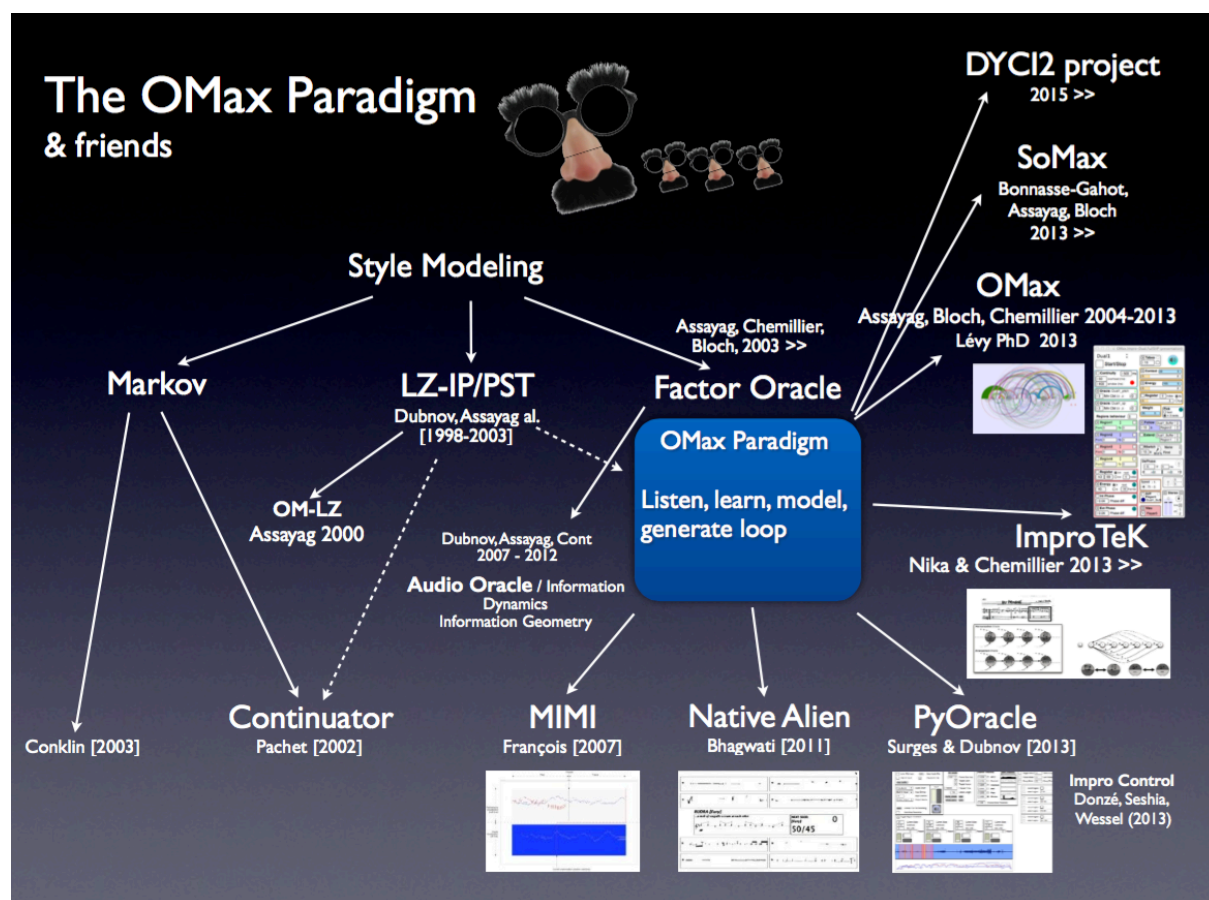 The OMax Paradigm
& friends
DYCI2 project
2015 >>
SoMax
Bonnasse-Gahot,
Assayag, Bloch
2013 >>
Style Modeling
OMax
Assayag, Bloch, Chemillier 2004-2013
Lévy PhD 2013
Assayag, Chemillier,
Bloch, 2003 >>
Markov
LZ-IP/PST
Dubnov, Assayag al.
[1998-2003]
Factor Oracle
OMax Paradigm
Listen, learn, model,
generate loop
OM-LZ
Assayag 2000
Dubnov, Assayag, Cont
2007 - 2012
Audio Oracle / Information
Dynamics
Information Geometry
ImproTeK
Nika & Chemillier 2013 >>
Conklin [2003]
Continuator
Pachet [2002]
MIMI
François [2007]
Native Alien
Bhagwati [2011]
PyOracle
Surges & Dubnov [2013]
Impro Control
Donzé, Seshia,
Wessel (2013)
0
50/45